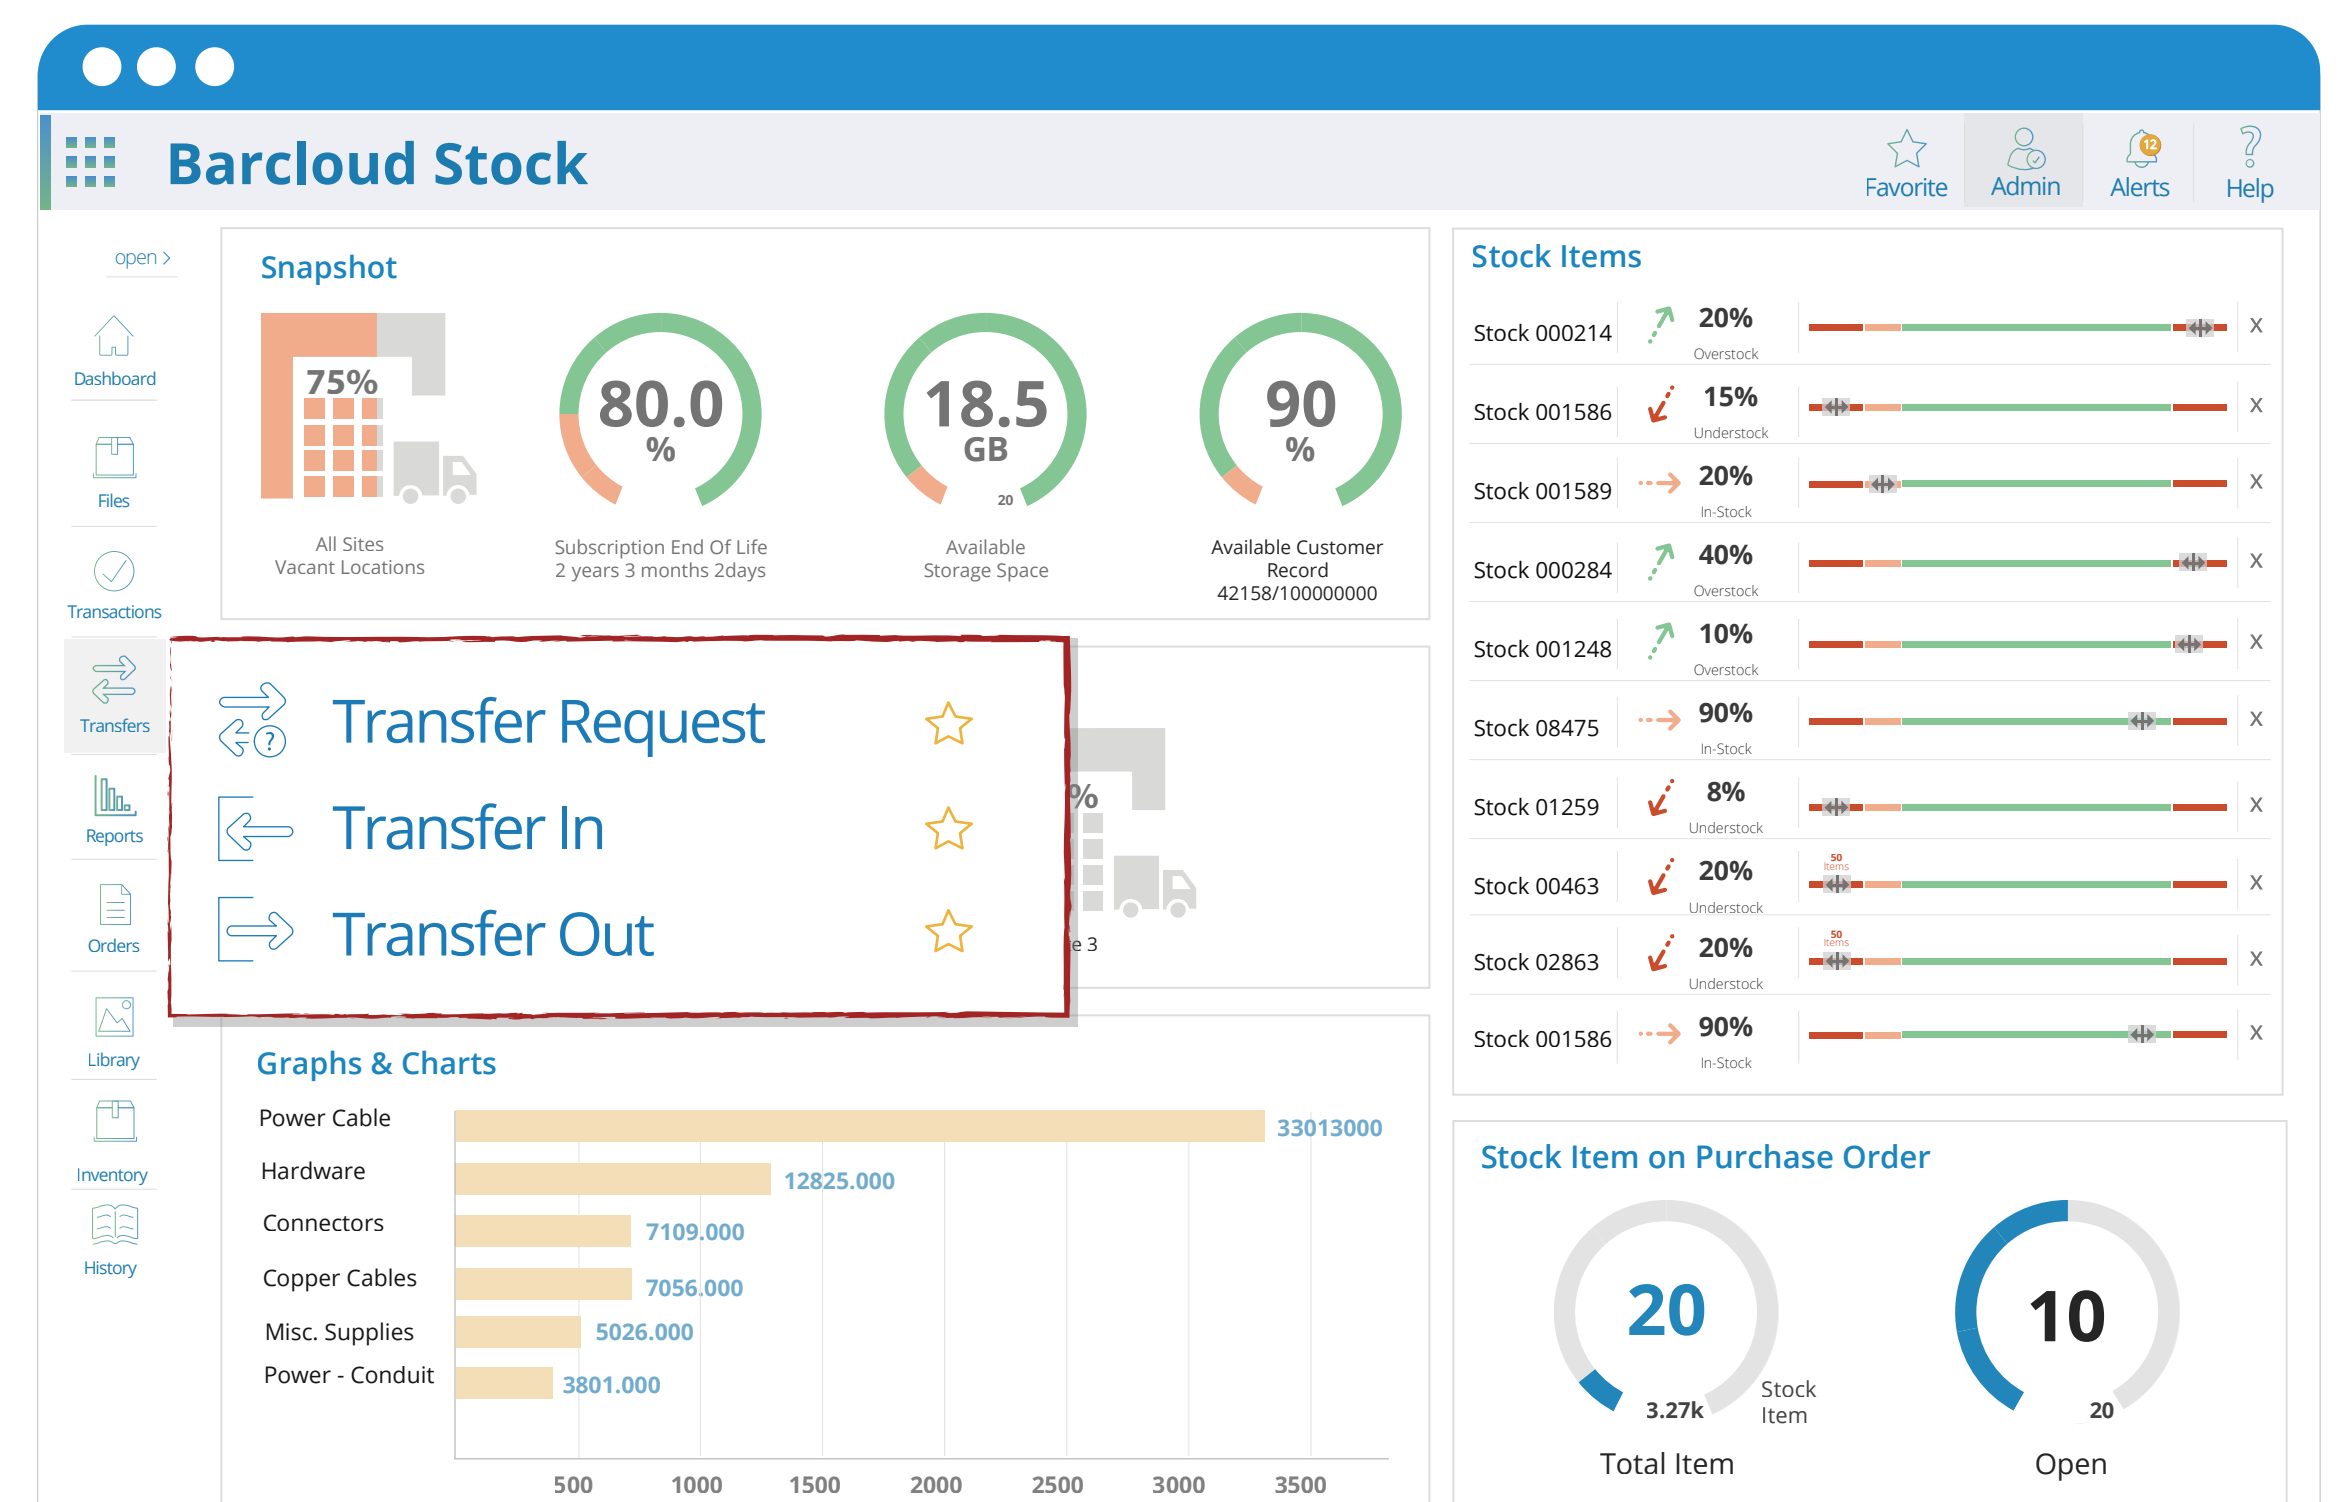 Barcloud Stock
Favorite
Admin
12
Alerts
Help
open >
Dashboard
Files
Transactions
Transfers
Reports
Orders
Library
Inventory
History
Snapshot
75%
All Sites
Vacant Locations
80.0
%
Subscription End Of Life
2 years 3 months 2days
18.5
GB
20
Available
Storage Space
90
%
Available Customer
Record
42158/100000000
Transfer Request
Transfer In
Transfer Out
%
e 3
Graphs & Charts
Power Cable
33013000
Hardware
12825.000
Connectors
7109.000
Copper Cables
7056.000
Misc. Supplies
5026.000
Power - Conduit
3801.000
500 1000 1500 2000 2500 3000 3500
Stock Items
Stock 000214 20% X
Overstock
Stock 001586 15% X
Understock
Stock 001589 20% X
In-Stock
Stock 000284 40% X
Overstock
Stock 001248 10% X
Overstock
Stock 08475 90% X
In-Stock
Stock 01259 8% X
Understock
50
Items
Stock 00463 20% X
Understock
50
Items
Stock 02863 20% X
Understock
Stock 001586 90% X
In-Stock
Stock Item on Purchase Order
20
3.27k
Stock
Item
Total Item
10
20
Open